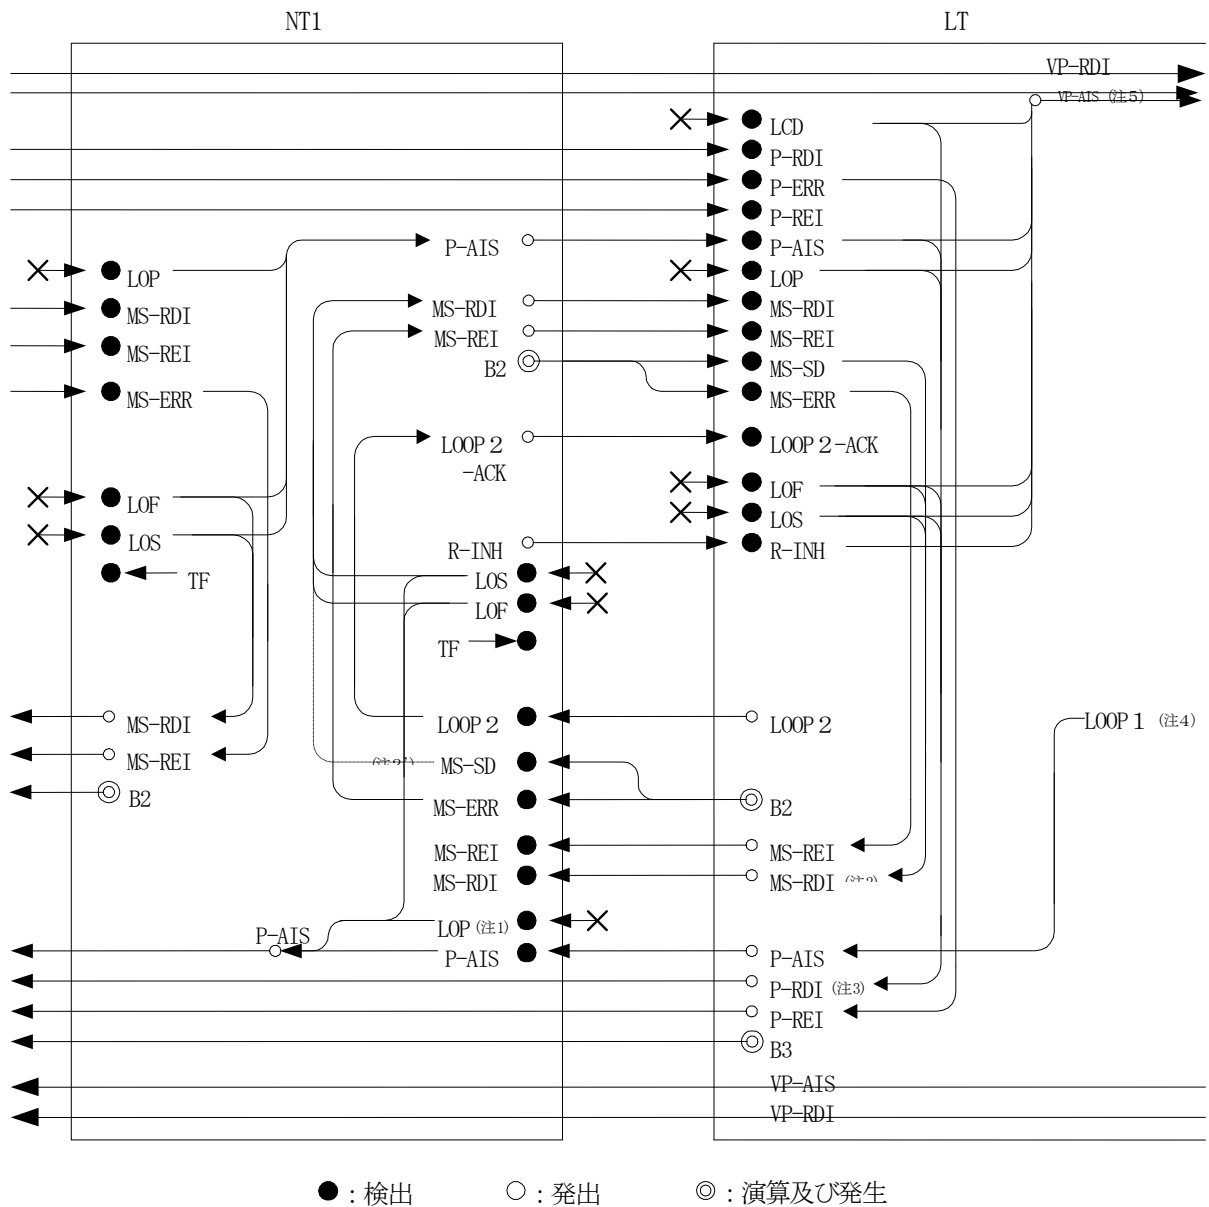 NT1
LT
VP-RDI
VP-AIS (注5)
LCD
P-RDI
P-ERR
P-REI
P-AIS
P-AIS
LOP
LOP
MS-RDI
MS-RDI
MS-RDI
MS-REI
MS-REI
MS-REI
B2
MS-SD
MS-ERR
MS-ERR
LOOP2
-ACK
LOOP2-ACK
LOF
LOF
LOS
LOS
R-INH
R-INH
TF
LOS
LOF
TF
MS-RDI
LOOP2
LOOP2
LOOP1 (注4)
MS-REI
MS-SD
B2
MS-ERR
B2
MS-REI
MS-REI
MS-RDI
MS-RDI
LOP (注1)
P-AIS
P-AIS
P-AIS
P-RDI (注3)
P-REI
B3
VP-AIS
VP-RDI
●：検出 ○：発出 ◎：演算及び発生